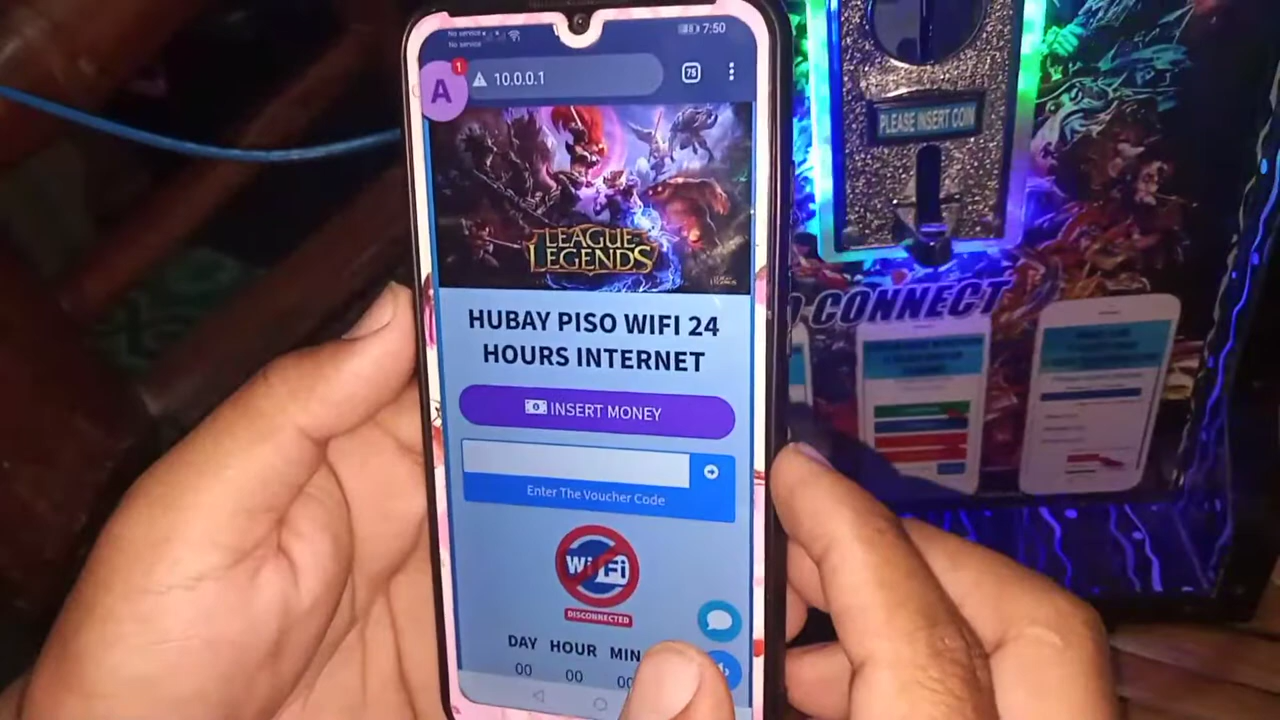 No service
No service
7:50
A
1
10.0.0.1
75
LEAGUE
LEGENDS
HUBAY PISO WIFI 24
HOURS INTERNET
INSERT MONEY
Enter The Voucher Code
WiFi
DISCONNECTED
DAY HOUR MIN
00 00 00
PLEASE INSERT COIN
CONNECT